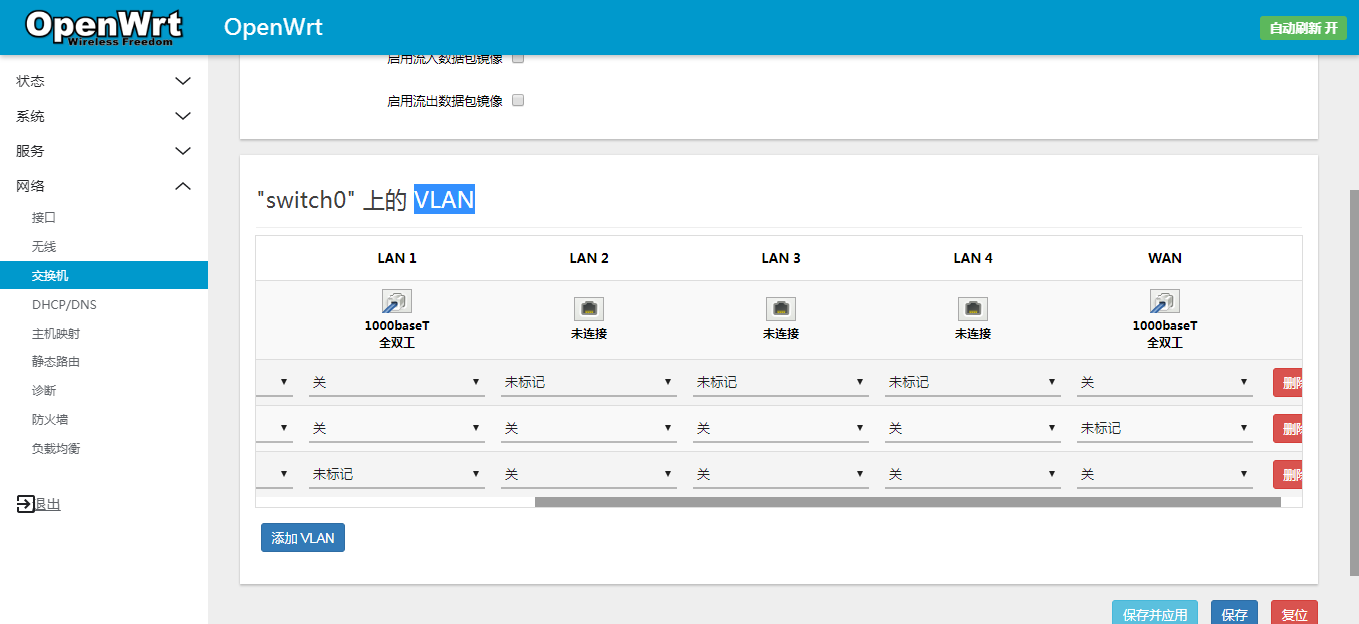 OpenWrt
Wireless Freedom
OpenWrt
自动刷新 开
状态
系统
服务
网络
接口
无线
交换机
DHCP/DNS
主机映射
静态路由
诊断
防火墙
负载均衡
退出
启用流入数据包镜像
启用流出数据包镜像
"switch0" 上的 VLAN
LAN 1 LAN 2 LAN 3 LAN 4 WAN
1000baseT 全双工 未连接 未连接 未连接 1000baseT 全双工
关 未标记 未标记 未标记 关 删除
关 关 关 关 未标记 删除
未标记 关 关 关 关 删除
添加 VLAN
保存并应用 保存 复位